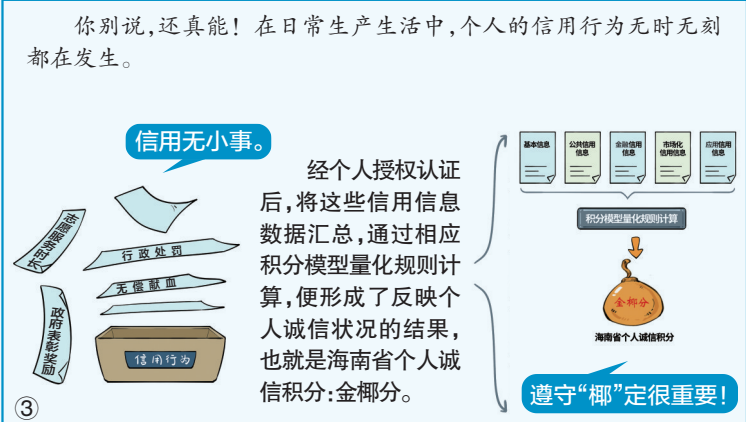 你别说,还真能！在日常生产生活中,个人的信用行为无时无刻
都在发生。
信用无小事。
志愿服务时长
行政处罚
无偿献血
政府表彰奖励
信用行为
经个人授权认证
后,将这些信用信息
数据汇总,通过相应
积分模型量化规则计
算,便形成了反映个
人诚信状况的结果,
也就是海南省个人诚
信积分:金椰分。
基本信息
公共信用
信息
金融信用
信息
市场化
信用信息
应用信用
信息
积分模型量化规则计算
金椰分
海南省个人诚信积分
遵守“椰”定很重要！
③